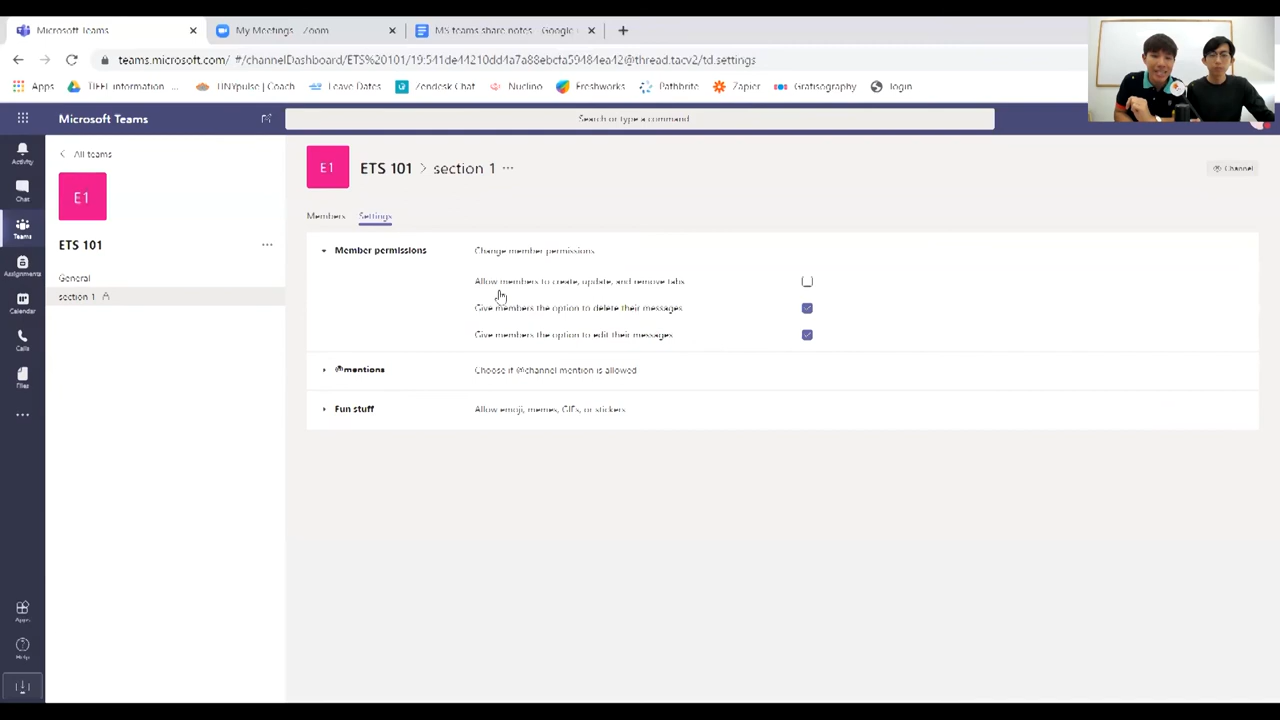 Microsoft Teams
My Meetings - Zoom
MS teams share notes - Google
teams.microsoft.com/_#/channelDashboard/ETS%20101/19:541de44210dd4a7a88ebcfa59484ea42@thread.tacv2/td.settings
Apps
information ...
TINYpulse | Coach
Leave Dates
Zendesk Chat
Nuclino
Freshworks
Pathbrite
Zapier
Gratisography
login
Microsoft Teams
Search or type a command
Activity
Chat
Teams
Assignments
Calendar
Calls
Files
Apps
Help
All teams
E1
ETS 101
General
section 1
E1
ETS 101 > section 1 ...
Channel
Members
Settings
Member permissions
Change member permissions
Allow members to create, update, and remove tabs
Give members the option to delete their messages
Give members the option to edit their messages
@mentions
Choose if @channel mention is allowed
Fun stuff
Allow emoji, memes, GIFs, or stickers